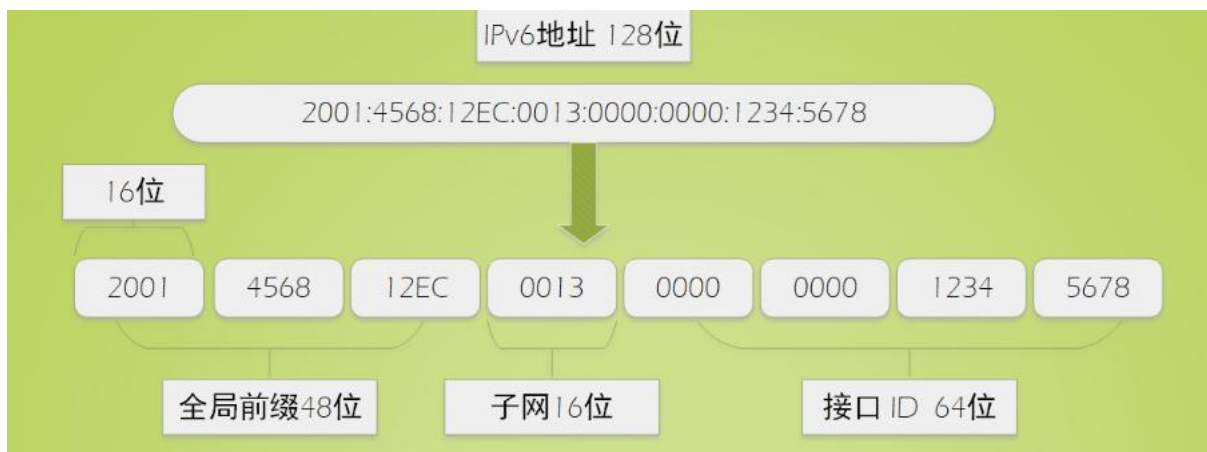 IPv6地址 128位
2001:4568:12EC:0013:0000:0000:1234:5678
16位
2001 4568 12EC 0013 0000 0000 1234 5678
全局前缀48位 子网16位 接口 ID 64位